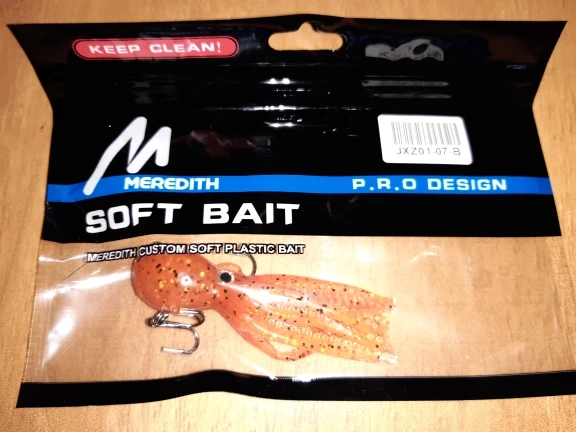 KEEP CLEAN!
JXZ01-07-B
M
MEREDITH
P.R.O DESIGN
SOFT BAIT
MEREDITH CUSTOM SOFT PLASTIC BAIT